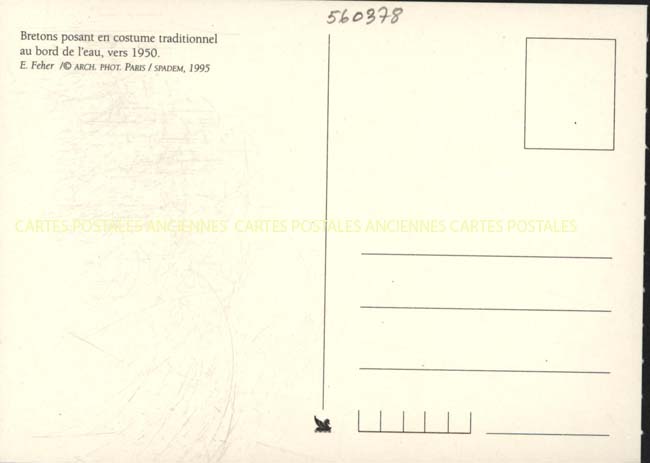 560378
Bretons posant en costume traditionnel
au bord de l'eau, vers 1950.
E. Feher /© ARCH. PHOT. PARIS / SPADEM, 1995
CARTES POSTALES ANCIENNES CARTES POSTALES ANCIENNES CARTES POSTALES